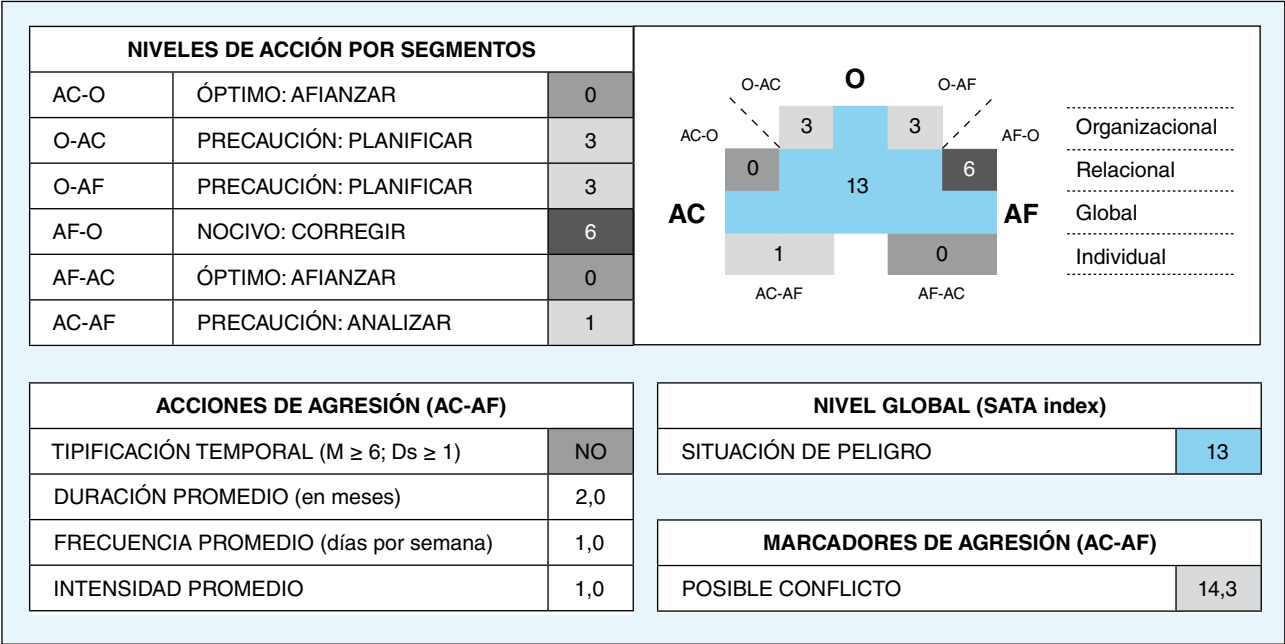 NIVELES DE ACCIÓN POR SEGMENTOS
AC-O ÓPTIMO: AFIANZAR 0
O-AC PRECAUCIÓN: PLANIFICAR 3
O-AF PRECAUCIÓN: PLANIFICAR 3
AF-O NOCIVO: CORREGIR 6
AF-AC ÓPTIMO: AFIANZAR 0
AC-AF PRECAUCIÓN: ANALIZAR 1
O-AC O O-AF
AC-O 3 3 AF-O Organizacional
0 13 6 Relacional
AC AF Global
1 0 Individual
AC-AF AF-AC
ACCIONES DE AGRESIÓN (AC-AF)
TIPIFICACIÓN TEMPORAL (M ≥ 6; Ds ≥ 1) NO
DURACIÓN PROMEDIO (en meses) 2,0
FRECUENCIA PROMEDIO (días por semana) 1,0
INTENSIDAD PROMEDIO 1,0
NIVEL GLOBAL (SATA index)
SITUACIÓN DE PELIGRO 13
MARCADORES DE AGRESIÓN (AC-AF)
POSIBLE CONFLICTO 14,3